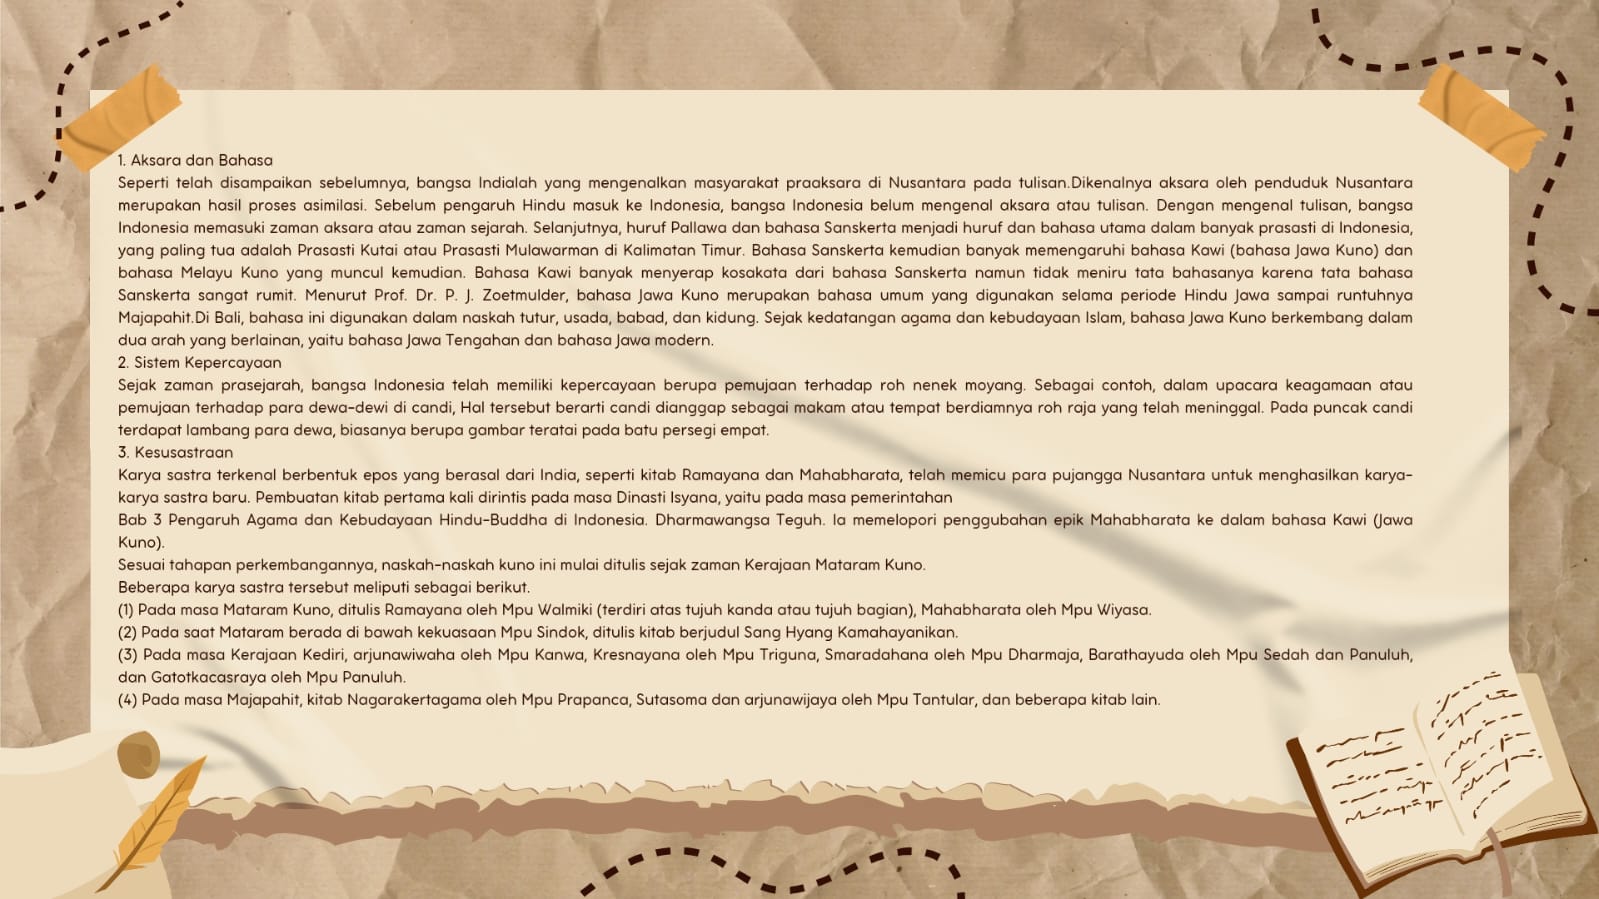 1. Aksara dan Bahasa
Seperti telah disampaikan sebelumnya, bangsa Indialah yang mengenalkan masyarakat praaksara di Nusantara pada tulisan.Dikenalnya aksara oleh penduduk Nusantara
merupakan hasil proses asimilasi. Sebelum pengaruh Hindu masuk ke Indonesia, bangsa Indonesia belum mengenal aksara atau tulisan. Dengan mengenal tulisan, bangsa
Indonesia memasuki zaman aksara atau zaman sejarah. Selanjutnya, huruf Pallawa dan bahasa Sanskerta menjadi huruf dan bahasa utama dalam banyak prasasti di Indonesia,
yang paling tua adalah Prasasti Kutai atau Prasasti Mulawarman di Kalimatan Timur. Bahasa Sanskerta kemudian banyak memengaruhi bahasa Kawi (bahasa Jawa Kuno) dan
bahasa Melayu Kuno yang muncul kemudian. Bahasa Kawi banyak menyerap kosakata dari bahasa Sanskerta namun tidak meniru tata bahasanya karena tata bahasa
Sanskerta sangat rumit. Menurut Prof. Dr. P. J. Zoetmulder, bahasa Jawa Kuno merupakan bahasa umum yang digunakan selama periode Hindu Jawa sampai runtuhnya
Majapahit.Di Bali, bahasa ini digunakan dalam naskah tutur, usada, babad, dan kidung. Sejak kedatangan agama dan kebudayaan Islam, bahasa Jawa Kuno berkembang dalam
dua arah yang berlainan, yaitu bahasa Jawa Tengahan dan bahasa Jawa modern.
2. Sistem Kepercayaan
Sejak zaman prasejarah, bangsa Indonesia telah memiliki kepercayaan berupa pemujaan terhadap roh nenek moyang. Sebagai contoh, dalam upacara keagamaan atau
pemujaan terhadap para dewa-dewi di candi, Hal tersebut berarti candi dianggap sebagai makam atau tempat berdiamnya roh raja yang telah meninggal. Pada puncak candi
terdapat lambang para dewa, biasanya berupa gambar teratai pada batu persegi empat.
3. Kesusastraan
Karya sastra terkenal berbentuk epos yang berasal dari India, seperti kitab Ramayana dan Mahabharata, telah memicu para pujangga Nusantara untuk menghasilkan karya-
karya sastra baru. Pembuatan kitab pertama kali dirintis pada masa Dinasti Isyana, yaitu pada masa pemerintahan
Bab 3 Pengaruh Agama dan Kebudayaan Hindu-Buddha di Indonesia. Dharmawangsa Teguh. Ia memelopori penggubahan epik Mahabharata ke dalam bahasa Kawi (Jawa
Kuno).
Sesuai tahapan perkembangannya, naskah-naskah kuno ini mulai ditulis sejak zaman Kerajaan Mataram Kuno.
Beberapa karya sastra tersebut meliputi sebagai berikut.
(1) Pada masa Mataram Kuno, ditulis Ramayana oleh Mpu Walmiki (terdiri atas tujuh kanda atau tujuh bagian), Mahabharata oleh Mpu Wiyasa.
(2) Pada saat Mataram berada di bawah kekuasaan Mpu Sindok, ditulis kitab berjudul Sang Hyang Kamahayanikan.
(3) Pada masa Kerajaan Kediri, arjunawiwaha oleh Mpu Kanwa, Kresnayana oleh Mpu Triguna, Smaradahana oleh Mpu Dharmaja, Barathayuda oleh Mpu Sedah dan Panuluh,
dan Gatotkacasraya oleh Mpu Panuluh.
(4) Pada masa Majapahit, kitab Nagarakertagama oleh Mpu Prapanca, Sutasoma dan arjunawijaya oleh Mpu Tantular, dan beberapa kitab lain.